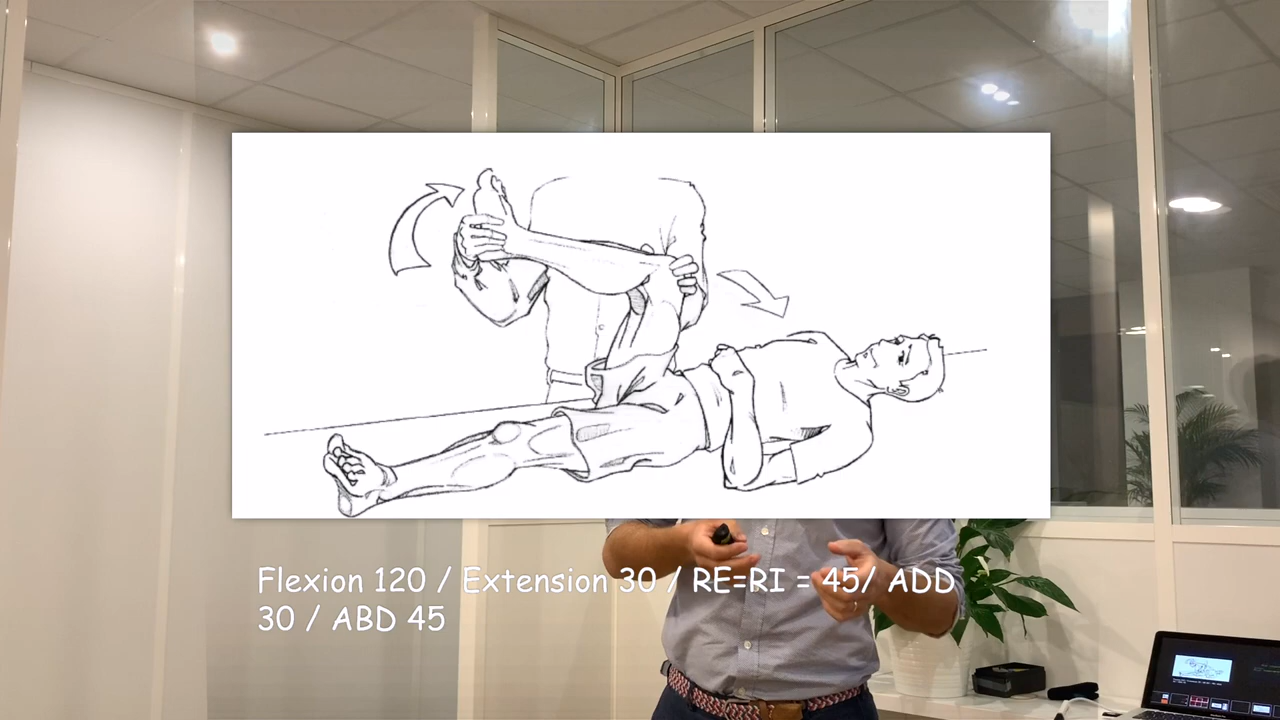 Flexion 120 / Extension 30 / RE=RI = 45/ ADD
30 / ABD 45